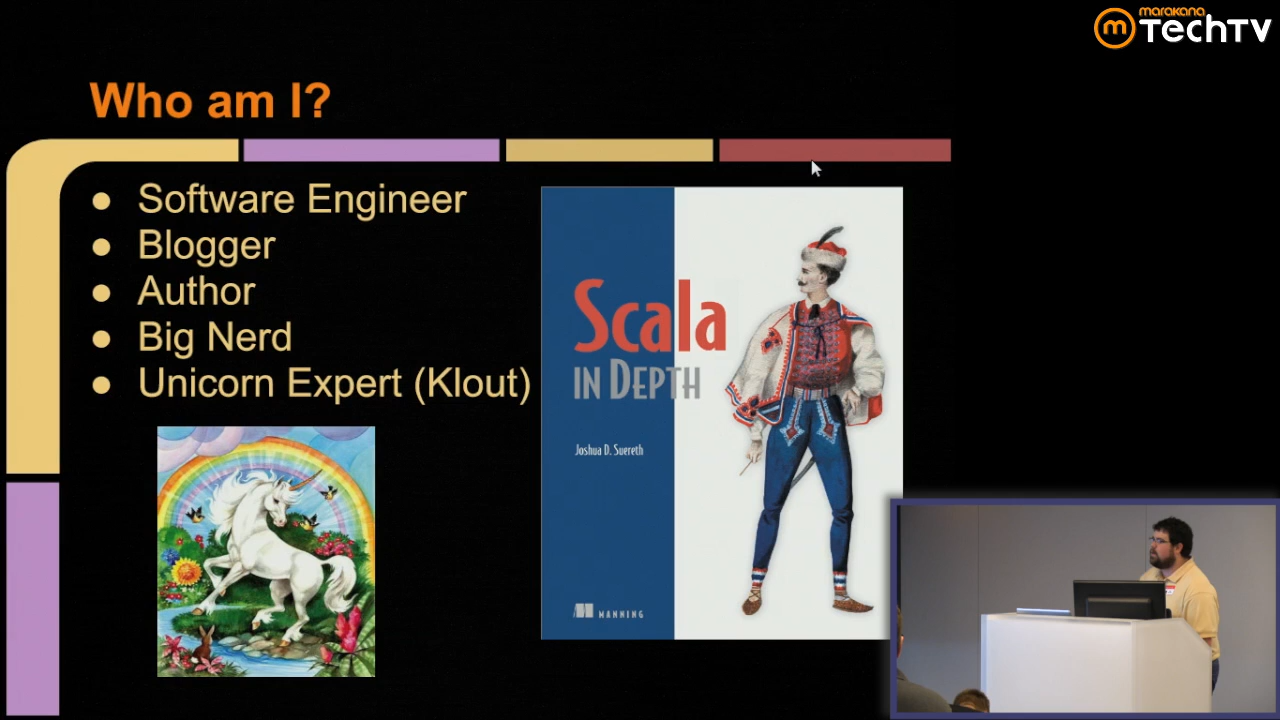 marakana
TechTV
Who am I?
● Software Engineer
● Blogger
● Author
● Big Nerd
● Unicorn Expert (Klout)
Scala
IN DEPTH
Joshua D. Suereth
MANNING